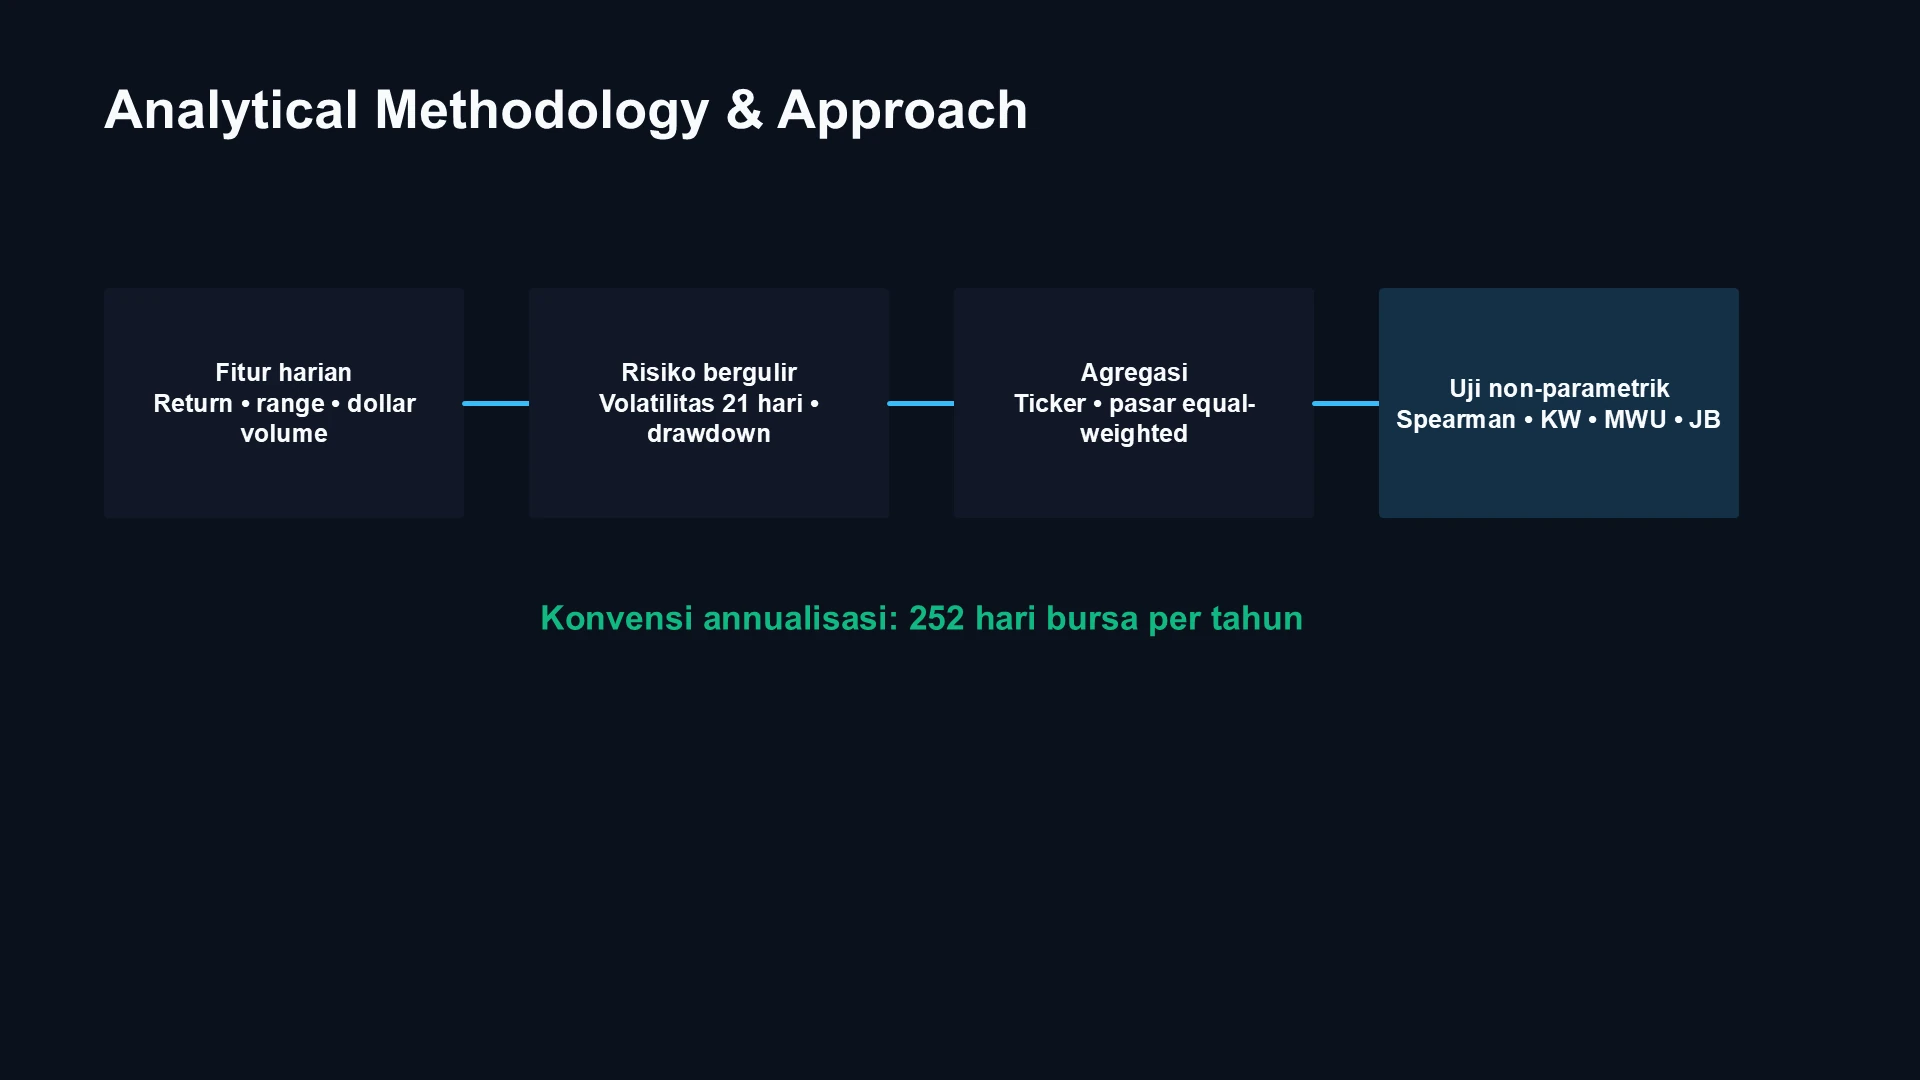 Analytical Methodology & Approach
Fitur harian
Return • range • dollar
volume
Risiko bergulir
Volatilitas 21 hari •
drawdown
Agregasi
Ticker • pasar equal-
weighted
Uji non-parametrik
Spearman • KW • MWU • JB
Konvensi annualisasi: 252 hari bursa per tahun